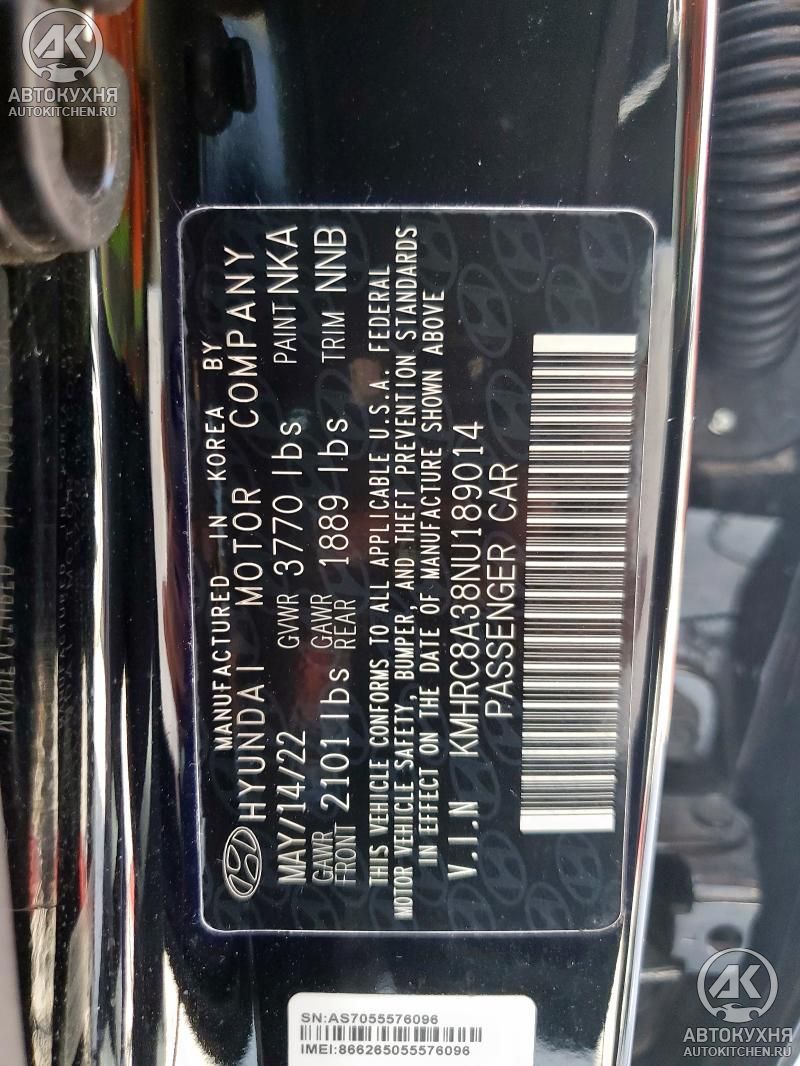 АВТОКУХНЯ
AUTOKITCHEN.RU
MANUFACTURED IN KOREA BY
HYUNDAI MOTOR COMPANY
MAY/14/22 GVWR 3770 lbs PAINT NKA
GAWR FRONT 2101 lbs GAWR REAR 1889 lbs TRIM NNB
THIS VEHICLE CONFORMS TO ALL APPLICABLE U.S.A. FEDERAL
MOTOR VEHICLE SAFETY, BUMPER, AND THEFT PREVENTION STANDARDS
IN EFFECT ON THE DATE OF MANUFACTURE SHOWN ABOVE
V.I.N KMHRC8A38NU189014
PASSENGER CAR
SN:AS7055576096
IMEI:866265055576096
АВТОКУХНЯ
AUTOKITCHEN.RU